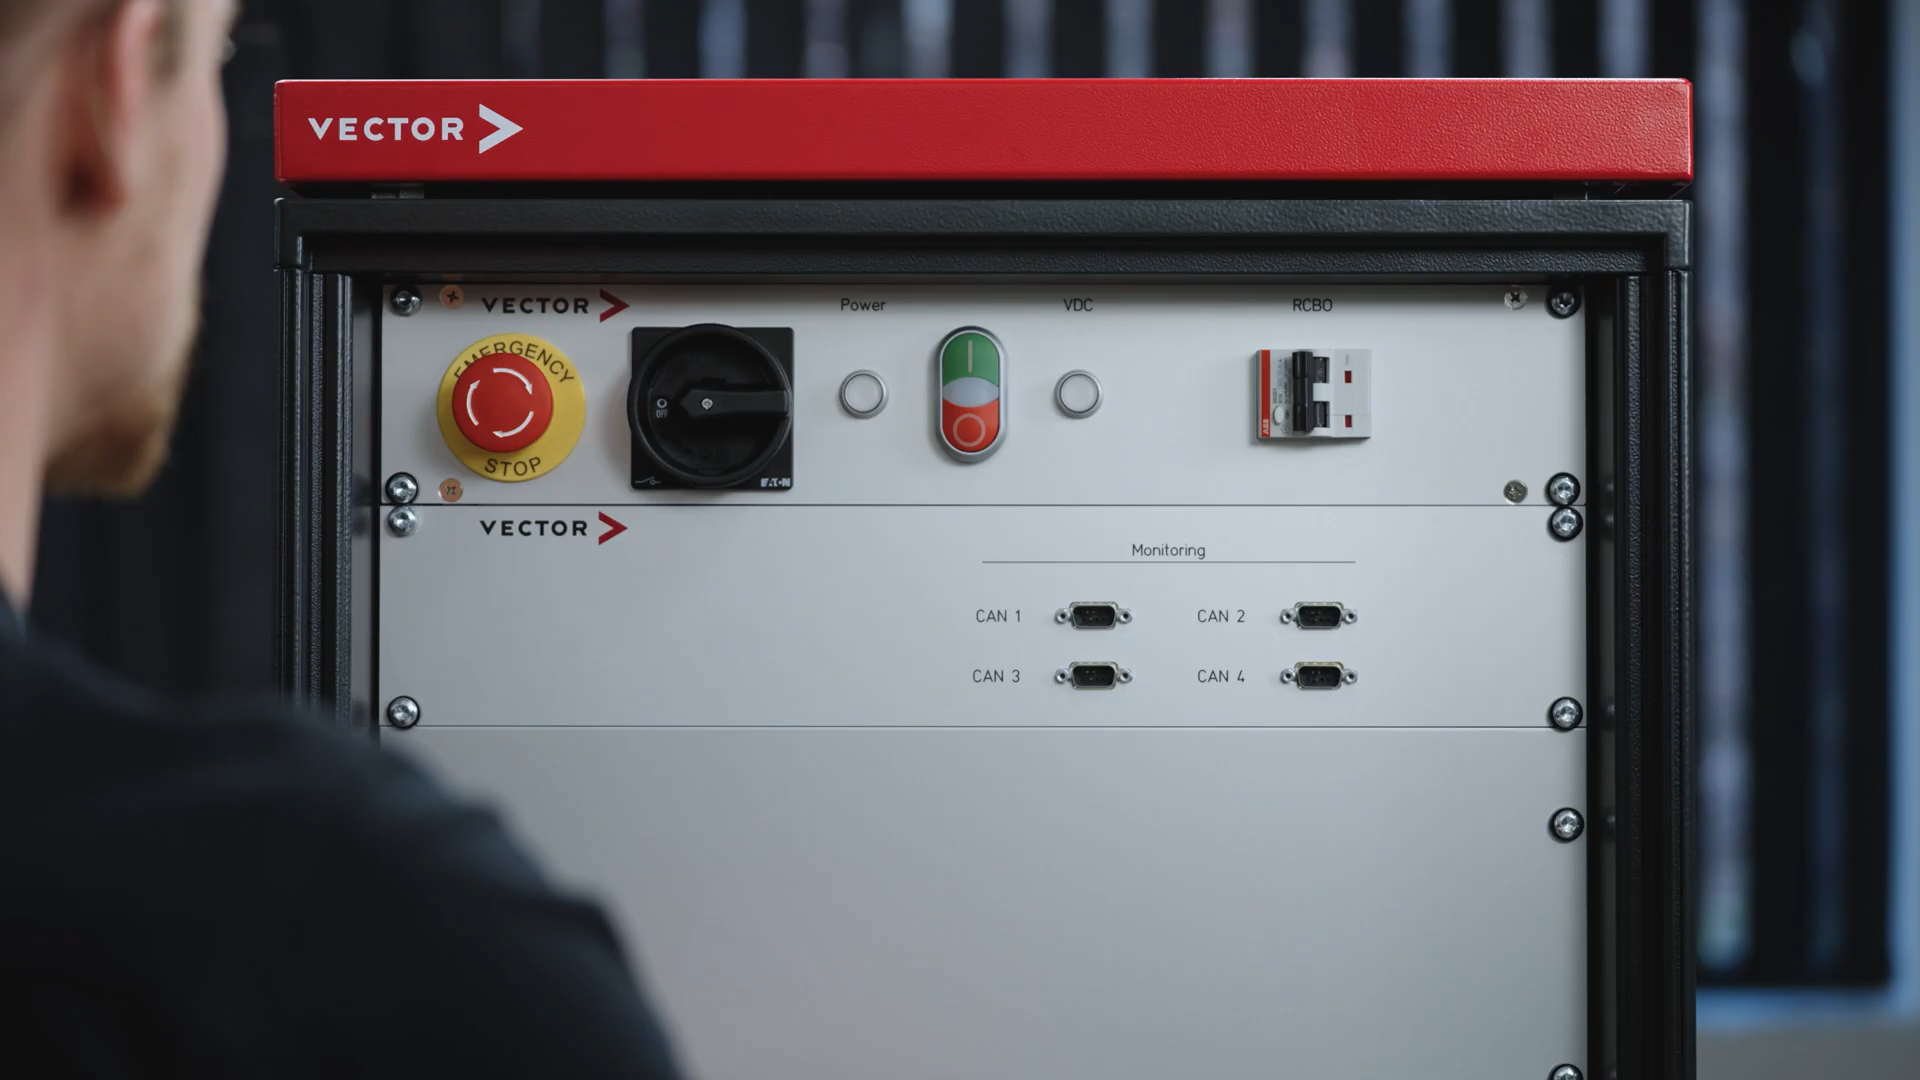 VECTOR
VECTOR
Power
VDC
RCBO
EMERGENCY
STOP
OFF
EATON
ABB
VECTOR
Monitoring
CAN 1
CAN 2
CAN 3
CAN 4